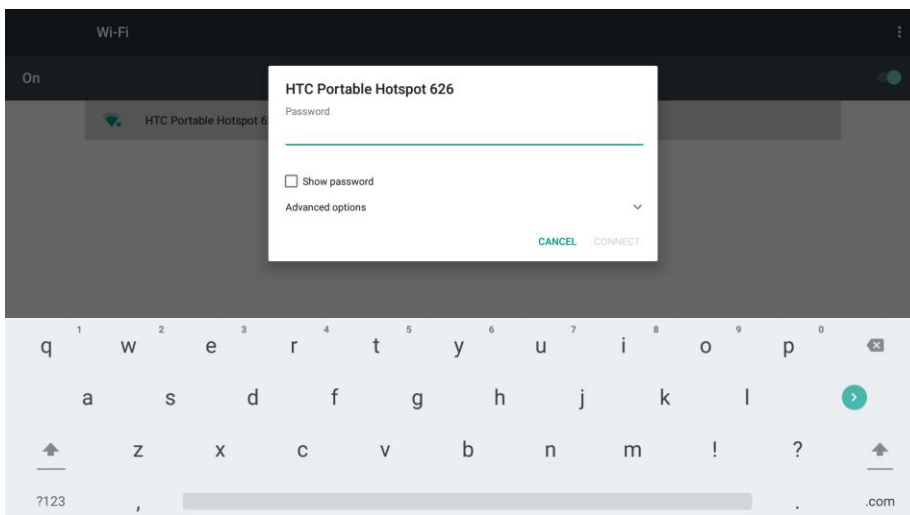 Wi-Fi
On
HTC Portable Hotspot 626
Password
HTC Portable Hotspot 6
Show password
Advanced options
CANCEL CONNECT
1 2 3 4 5 6 7 8 9 0
q w e r t y u i o p
a s d f g h j k l
z x c v b n m ! ?
?123 , . .com